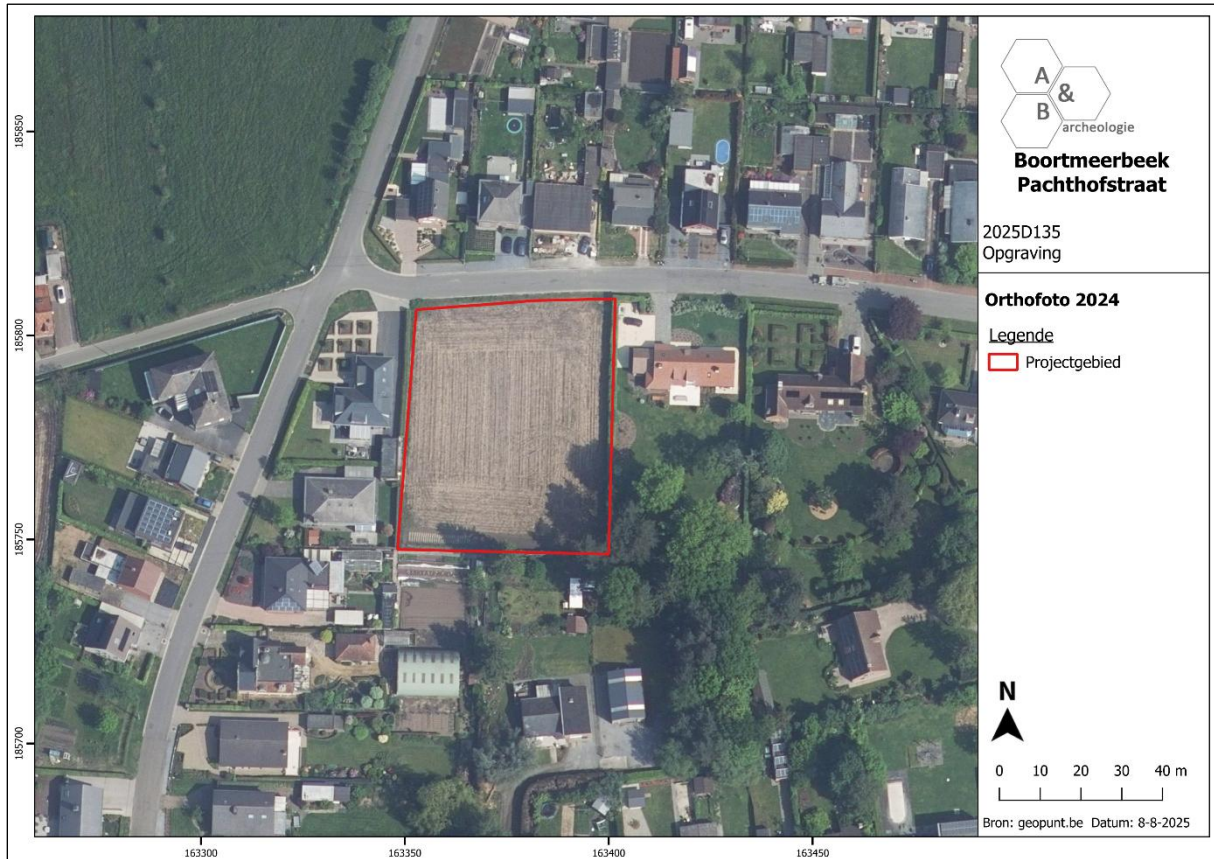 A
&
B
archeologie
Boortmeerbeek
Pachthofstraat
2025D135
Opgraving
Orthofoto 2024
Legende
Projectgebied
N
0 10 20 30 40 m
Bron: geopunt.be Datum: 8-8-2025
185850
185800
185750
185700
163300 163350 163400 163450